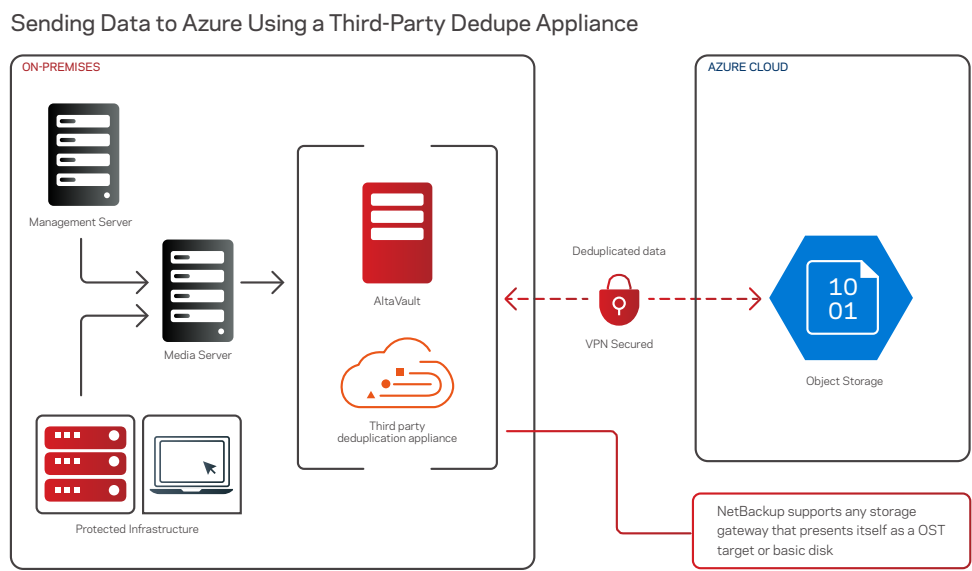 Sending Data to Azure Using a Third-Party Dedupe Appliance
ON-PREMISES
Management Server
Media Server
Protected Infrastructure
AltaVault
Third party
deduplication appliance
Deduplicated data
VPN Secured
AZURE CLOUD
10
01
Object Storage
NetBackup supports any storage
gateway that presents itself as a OST
target or basic disk